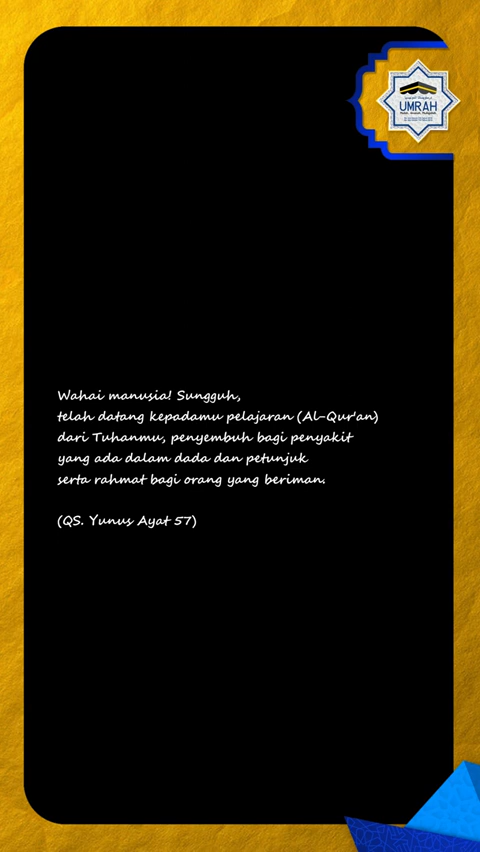 UMRAH
Wahai manusia! Sungguh,
telah datang kepadamu pelajaran (Al-Qur'an)
dari Tuhanmu, penyembuh bagi penyakit
yang ada dalam dada dan petunjuk
serta rahmat bagi orang yang beriman.
(QS. Yunus Ayat 57)